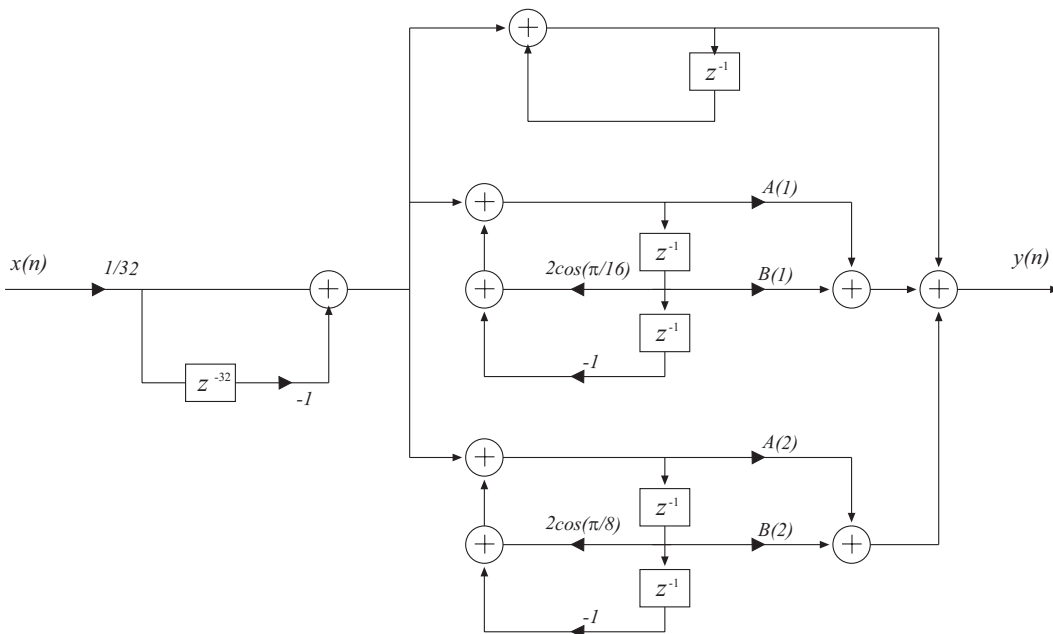 z⁻¹
A(1)
z⁻¹
x(n) 1/32 2cos(π/16) B(1) y(n)
z⁻¹
z⁻³² -1 -1
A(2)
z⁻¹
2cos(π/8) B(2)
z⁻¹
-1